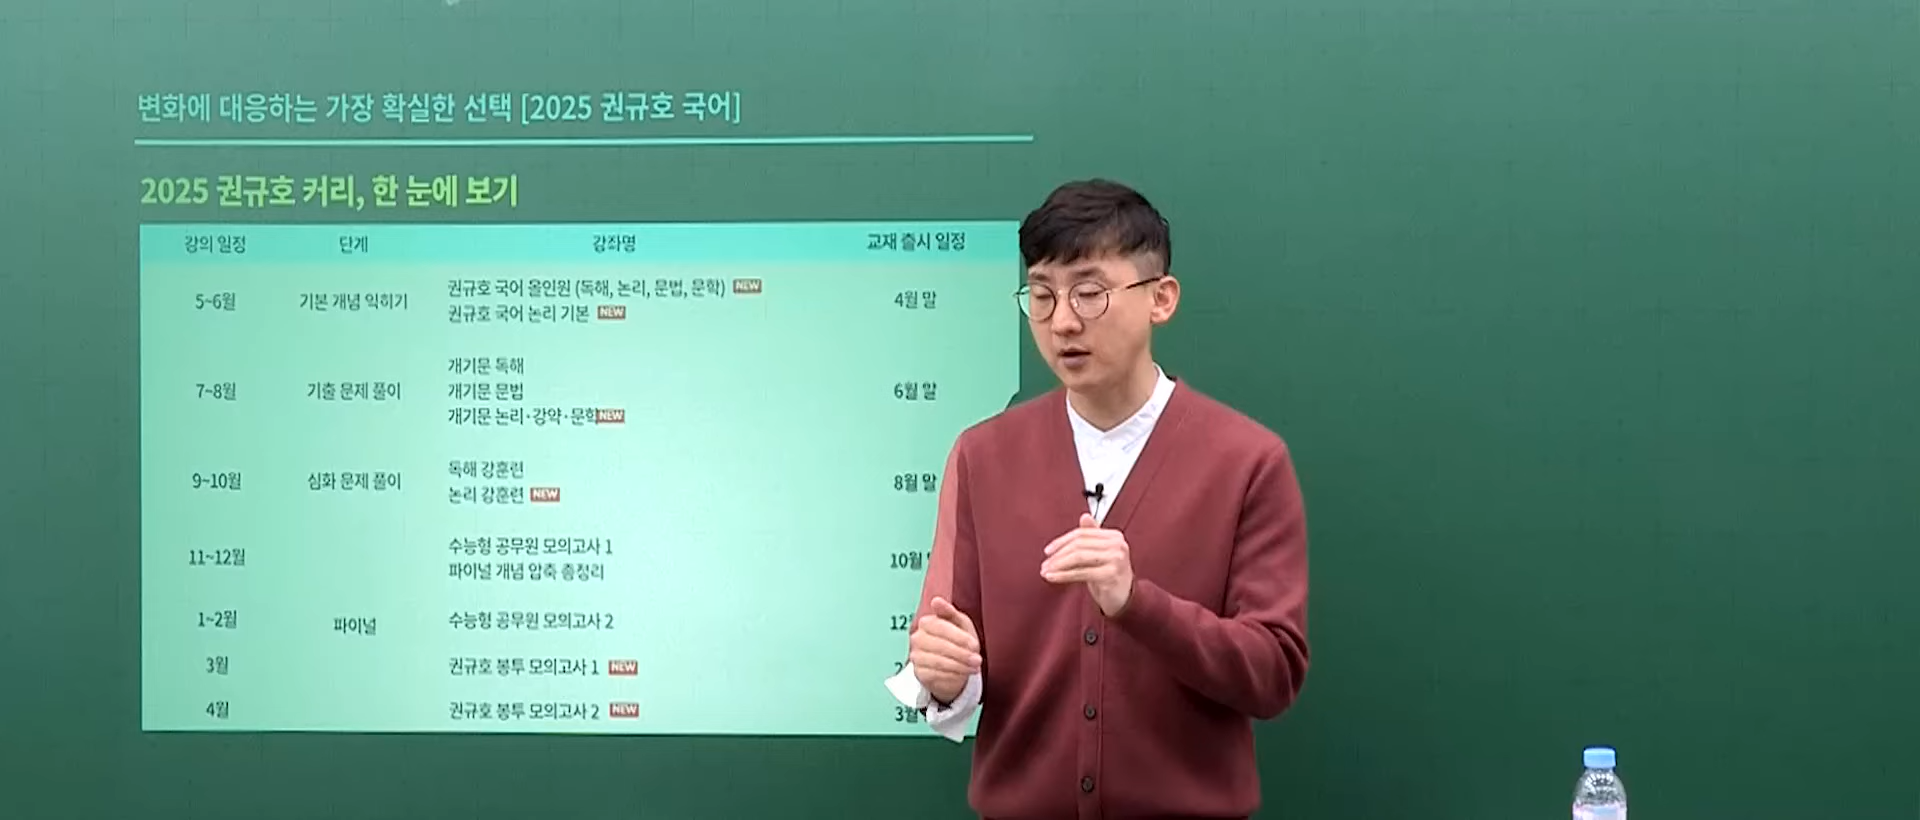 변화에 대응하는 가장 확실한 선택 [2025 권규호 국어]
2025 권규호 커리, 한 눈에 보기
강의 일정 단계 강좌명 교재 출시 일정
5~6월 기본 개념 익히기 권규호 국어 올인원 (독해, 논리, 문법, 문학) NEW 4월 말
권규호 국어 논리 기본 NEW
개기문 독해
7~8월 기출 문제 풀이 개기문 문법 6월 말
개기문 논리·강약·문학 NEW
독해 강훈련
9~10월 심화 문제 풀이 논리 강훈련 NEW 8월 말
수능형 공무원 모의고사 1
11~12월 파이널 개념 압축 총정리 10월
1~2월 수능형 공무원 모의고사 2 12
파이널
3월 권규호 봉투 모의고사 1 NEW 2
4월 권규호 봉투 모의고사 2 NEW 3월